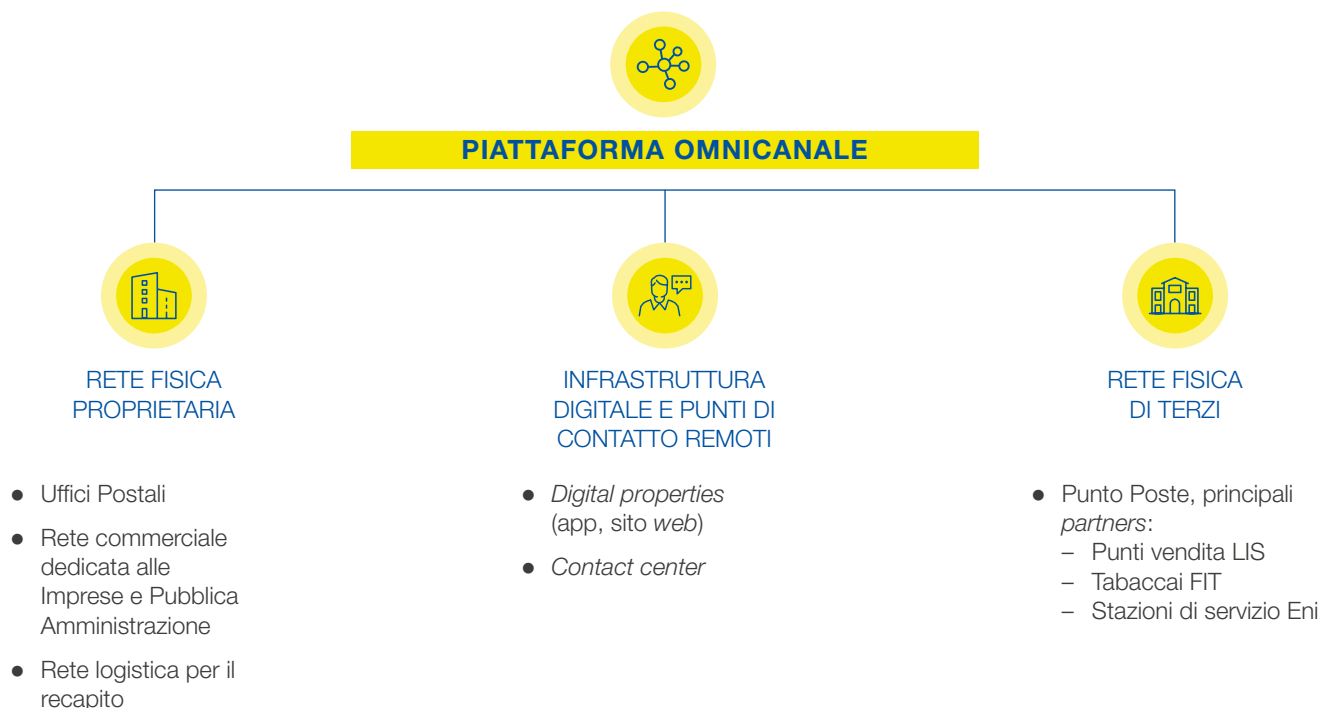 PIATTAFORMA OMNICANALE
RETE FISICA
PROPRIETARIA
● Uffici Postali
● Rete commerciale
dedicata alle
Imprese e Pubblica
Amministrazione
● Rete logistica per il
recapito
INFRASTRUTTURA
DIGITALE E PUNTI DI
CONTATTO REMOTI
● Digital properties
(app, sito web)
● Contact center
RETE FISICA
DI TERZI
● Punto Poste, principali
partners:
– Punti vendita LIS
– Tabaccai FIT
– Stazioni di servizio Eni